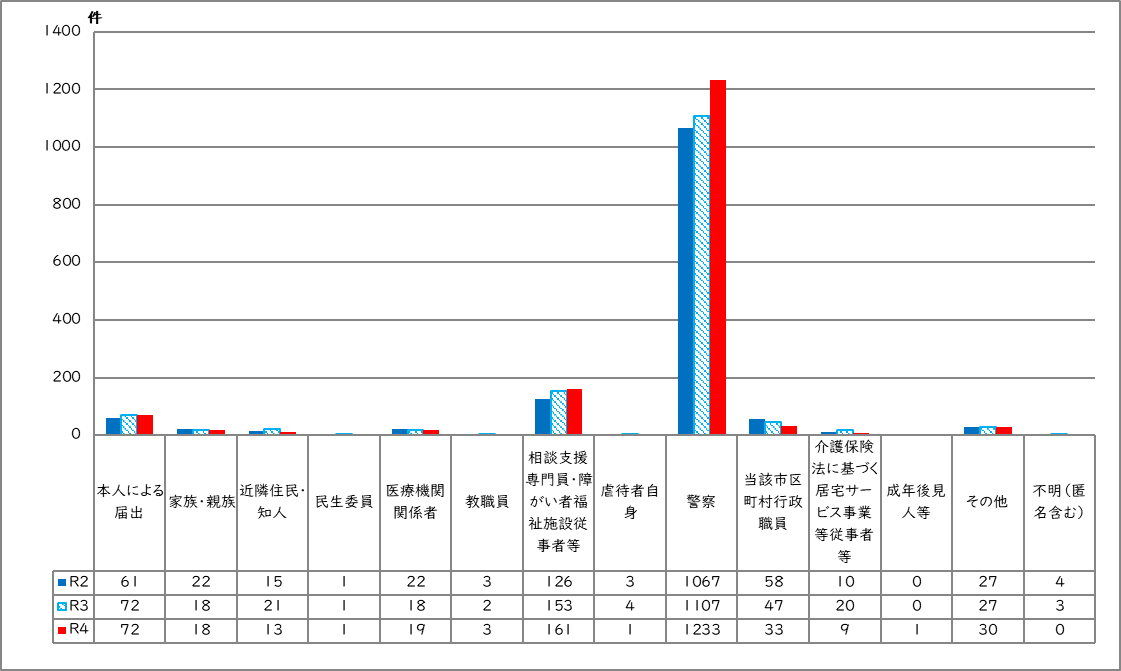 件
1400
1200
1000
800
600
400
200
0
本人による
届出
家族・親族
近隣住民・
知人
民生委員
医療機関
関係者
教職員
相談支援
専門員・障
がい者福
祉施設従
事者等
虐待者自
身
警察
当該市区
町村行政
職員
介護保険
法に基づく
居宅サー
ビス事業
等従事者
等
成年後見
人等
その他
不明（匿
名含む）
R2 61 22 15 1 22 3 126 3 1067 58 10 0 27 4
R3 72 18 21 1 18 2 153 4 1107 47 20 0 27 3
R4 72 18 13 1 19 3 161 1 1233 33 9 1 30 0